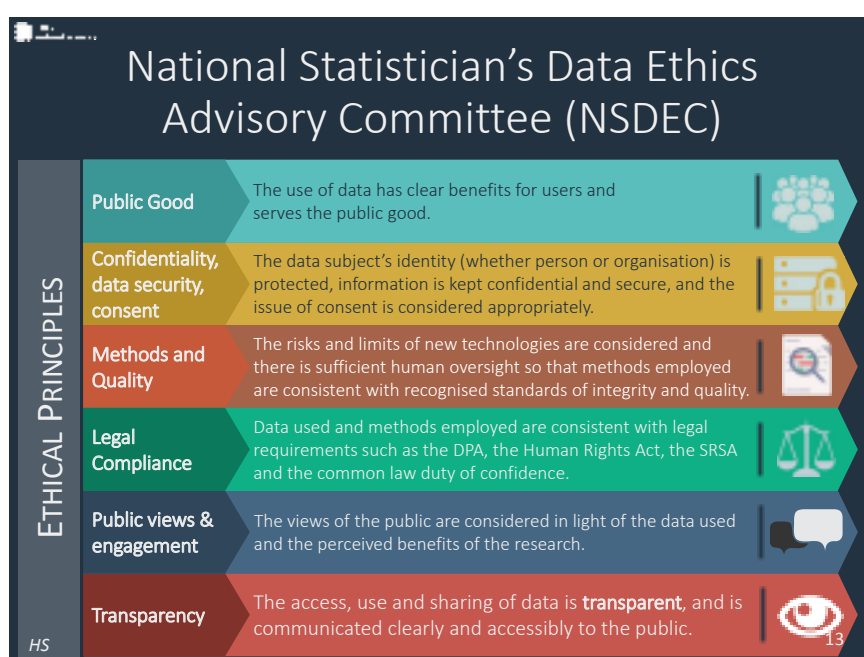 National Statistician’s Data Ethics
Advisory Committee (NSDEC)
ETHICAL PRINCIPLES
Public Good
The use of data has clear benefits for users and
serves the public good.
Confidentiality,
data security,
consent
The data subject’s identity (whether person or organisation) is
protected, information is kept confidential and secure, and the
issue of consent is considered appropriately.
Methods and
Quality
The risks and limits of new technologies are considered and
there is sufficient human oversight so that methods employed
are consistent with recognised standards of integrity and quality.
Legal
Compliance
Data used and methods employed are consistent with legal
requirements such as the DPA, the Human Rights Act, the SRSA
and the common law duty of confidence.
Public views &
engagement
The views of the public are considered in light of the data used
and the perceived benefits of the research.
Transparency
The access, use and sharing of data is transparent, and is
communicated clearly and accessibly to the public.
HS
13